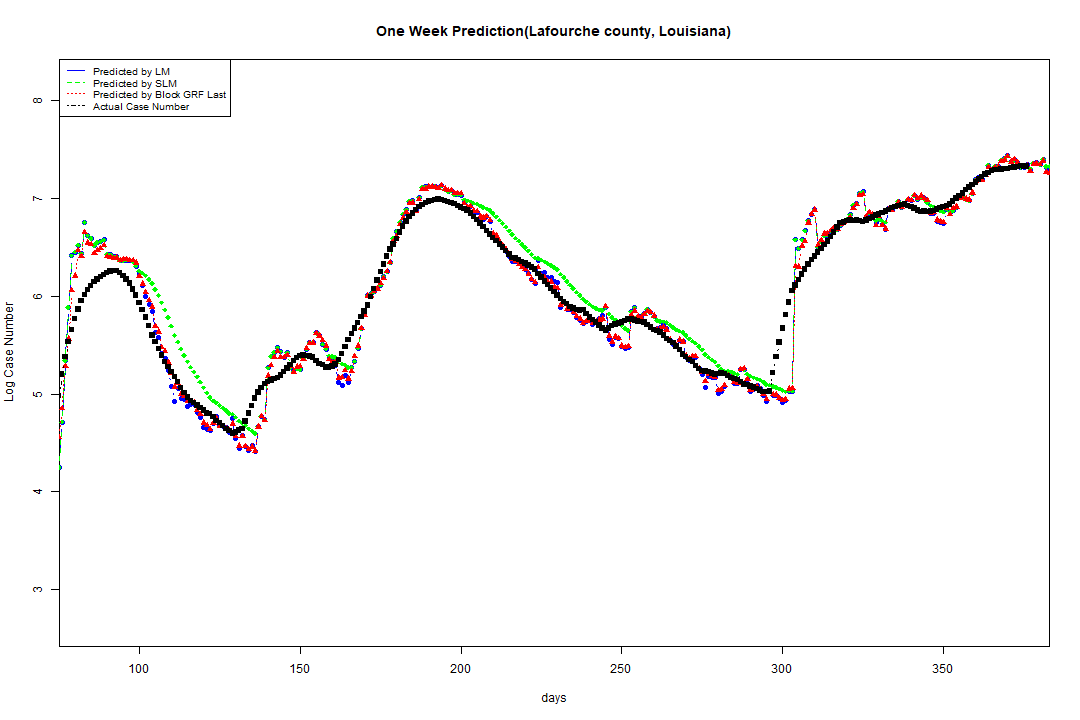 One Week Prediction(Lafourche county, Louisiana)
Predicted by LM
Predicted by SLM
Predicted by Block GRF Last
Actual Case Number
Log Case Number
8
7
6
5
4
3
100 150 200 250 300 350
days